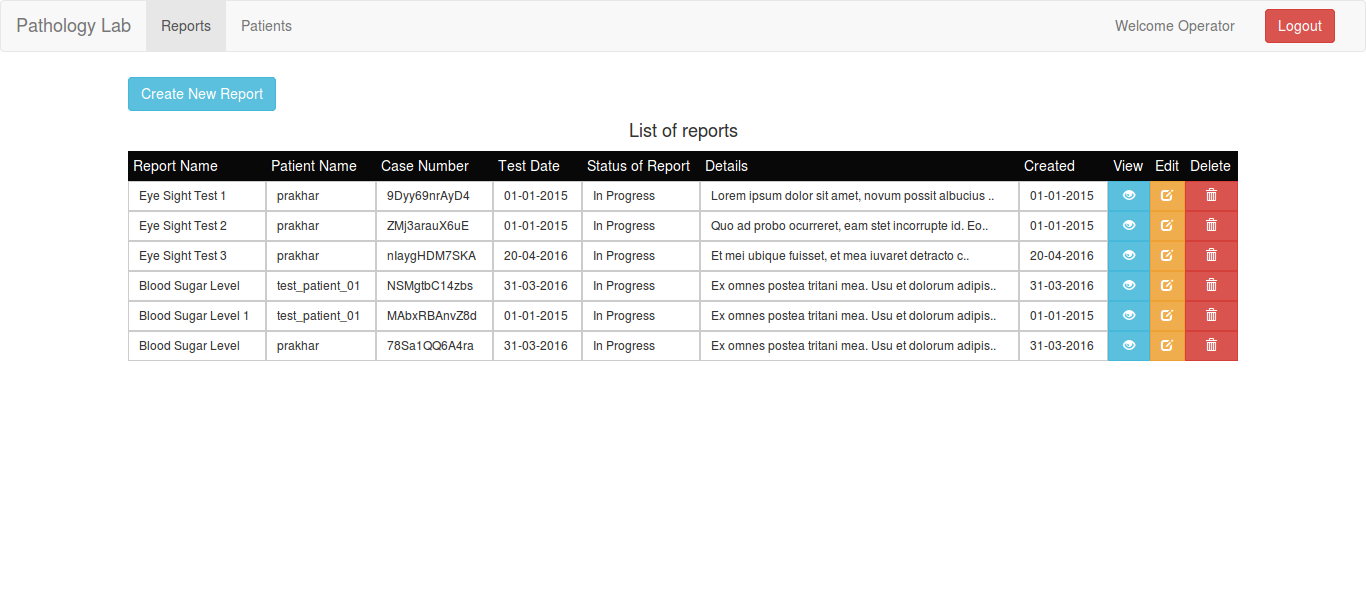 Pathology Lab Reports Patients Welcome Operator Logout
Create New Report
List of reports
Report Name Patient Name Case Number Test Date Status of Report Details Created View Edit Delete
Eye Sight Test 1 prakhar 9Dyy69nrAyD4 01-01-2015 In Progress Lorem ipsum dolor sit amet, novum possit albucius .. 01-01-2015
Eye Sight Test 2 prakhar ZMj3arauX6uE 01-01-2015 In Progress Quo ad probo ocurreret, eam stet incorrupte id. Eo.. 01-01-2015
Eye Sight Test 3 prakhar nIaygHDM7SKA 20-04-2016 In Progress Et mei ubique fuisset, et mea iuvaret detracto c.. 20-04-2016
Blood Sugar Level test_patient_01 NSMgtbC14zbs 31-03-2016 In Progress Ex omnes postea tritani mea. Usu et dolorum adipis.. 31-03-2016
Blood Sugar Level 1 test_patient_01 MAbxRBAnvZ8d 01-01-2015 In Progress Ex omnes postea tritani mea. Usu et dolorum adipis.. 01-01-2015
Blood Sugar Level prakhar 78Sa1QQ6A4ra 31-03-2016 In Progress Ex omnes postea tritani mea. Usu et dolorum adipis.. 31-03-2016